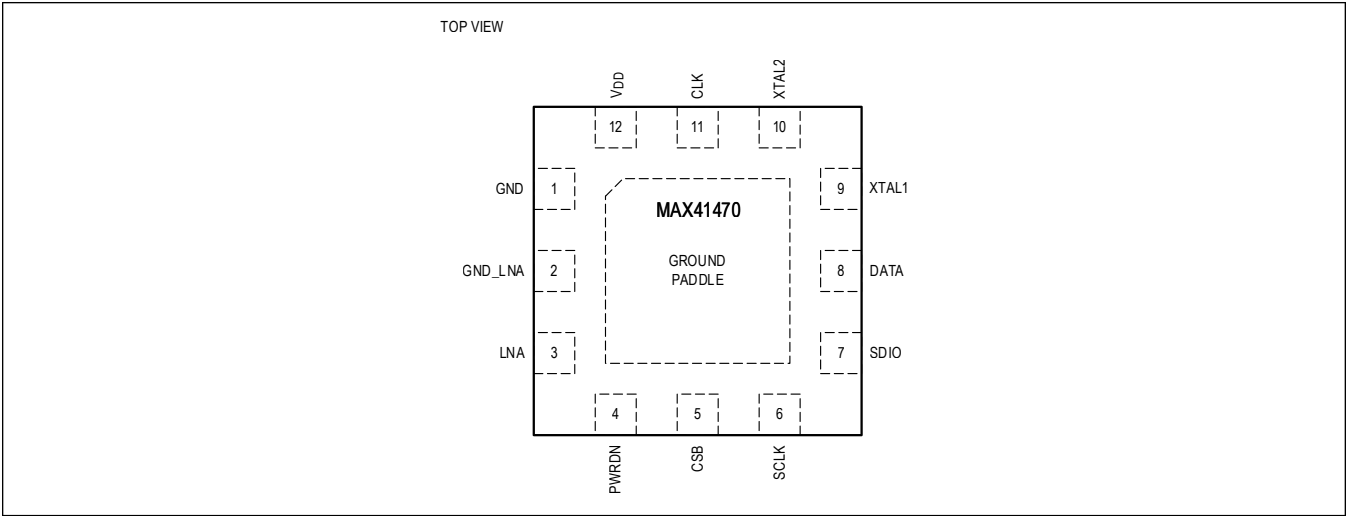 TOP VIEW
VDD
CLK
XTAL2
12
11
10
GND
1
MAX41470
9
XTAL1
GND_LNA
2
GROUND
PADDLE
8
DATA
LNA
3
7
SDIO
4
5
6
PWRDN
CSB
SCLK